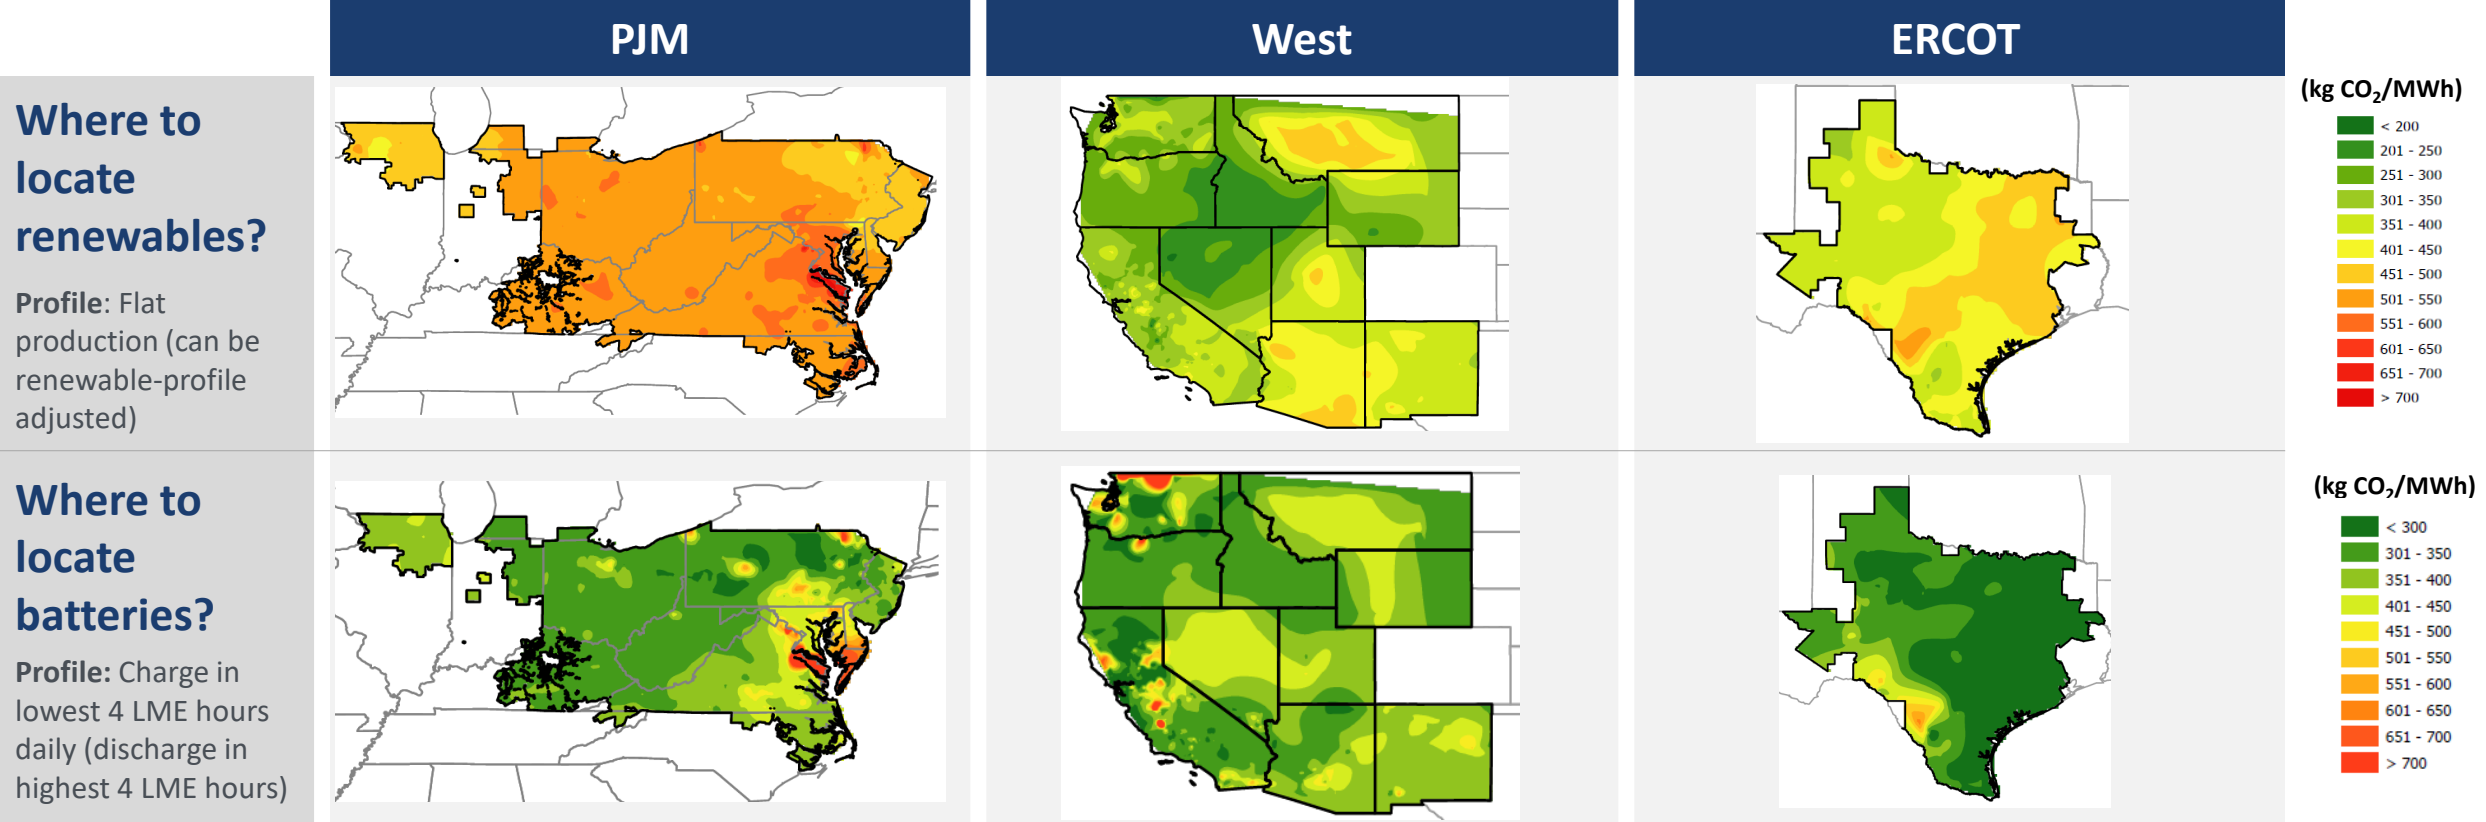 PJM
West
ERCOT
Where to
locate
renewables?
Profile: Flat
production (can be
renewable-profile
adjusted)
(kg CO₂/MWh)
< 200
201 - 250
251 - 300
301 - 350
351 - 400
401 - 450
451 - 500
501 - 550
551 - 600
601 - 650
651 - 700
> 700
Where to
locate
batteries?
Profile: Charge in
lowest 4 LME hours
daily (discharge in
highest 4 LME hours)
(kg CO₂/MWh)
< 300
301 - 350
351 - 400
401 - 450
451 - 500
501 - 550
551 - 600
601 - 650
651 - 700
> 700